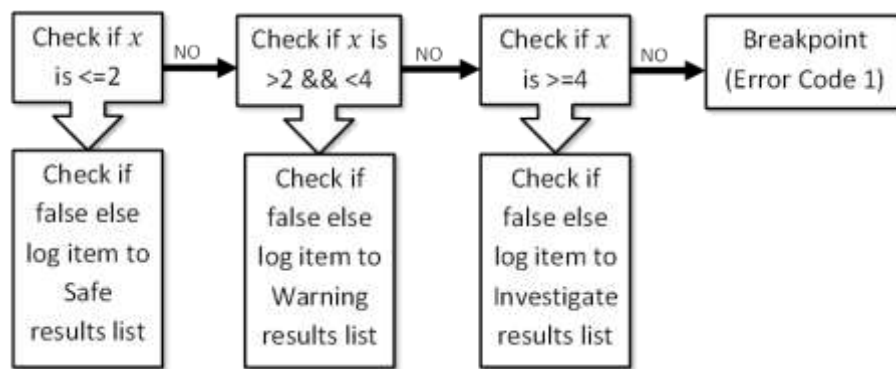 Check if x
is <=2
NO
Check if x is
>2 && <4
NO
Check if x
is >=4
NO
Breakpoint
(Error Code 1)
Check if
false else
log item to
Safe
results list
Check if
false else
log item to
Warning
results list
Check if
false else
log item to
Investigate
results list